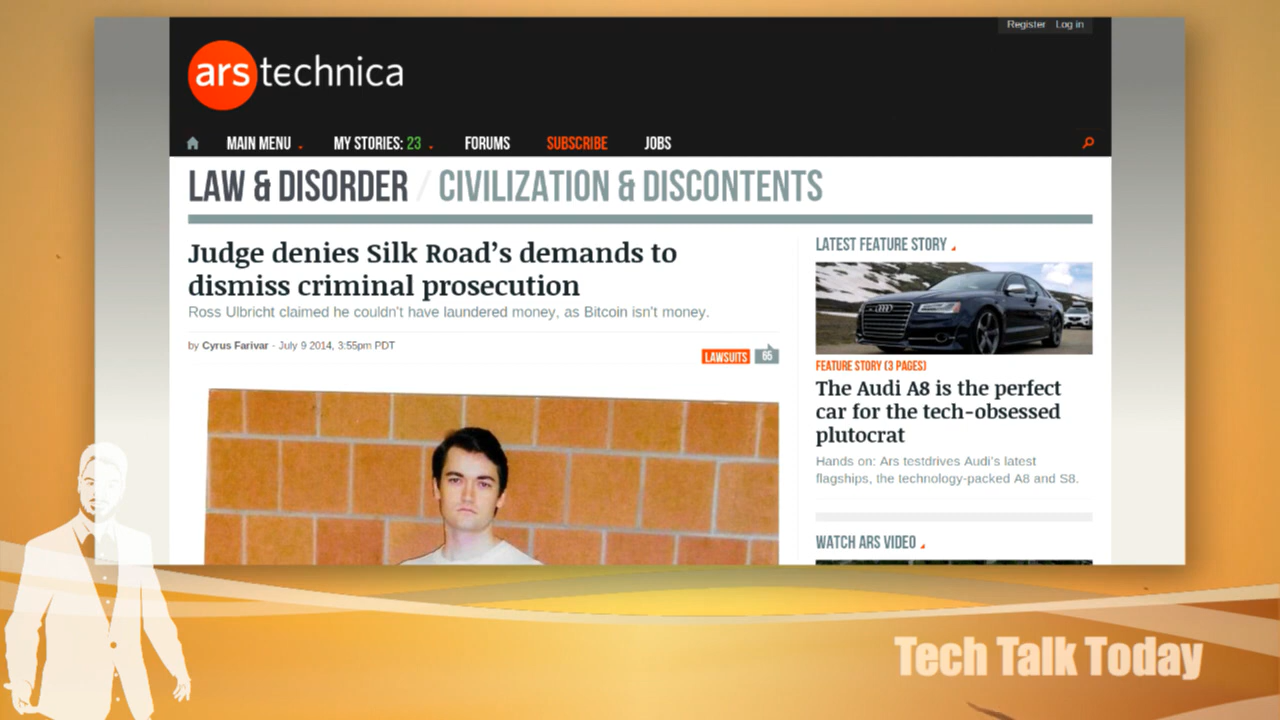 Register Log in
ars technica
MAIN MENU
MY STORIES: 23
FORUMS
SUBSCRIBE
JOBS
LAW & DISORDER / CIVILIZATION & DISCONTENTS
Judge denies Silk Road’s demands to
dismiss criminal prosecution
Ross Ulbricht claimed he couldn't have laundered money, as Bitcoin isn't money.
by Cyrus Farivar - July 9 2014, 3:55pm PDT
LAWSUITS 65
LATEST FEATURE STORY
FEATURE STORY (3 PAGES)
The Audi A8 is the perfect
car for the tech-obsessed
plutocrat
Hands on: Ars testdrives Audi's latest
flagships, the technology-packed A8 and S8.
WATCH ARS VIDEO
Tech Talk Today